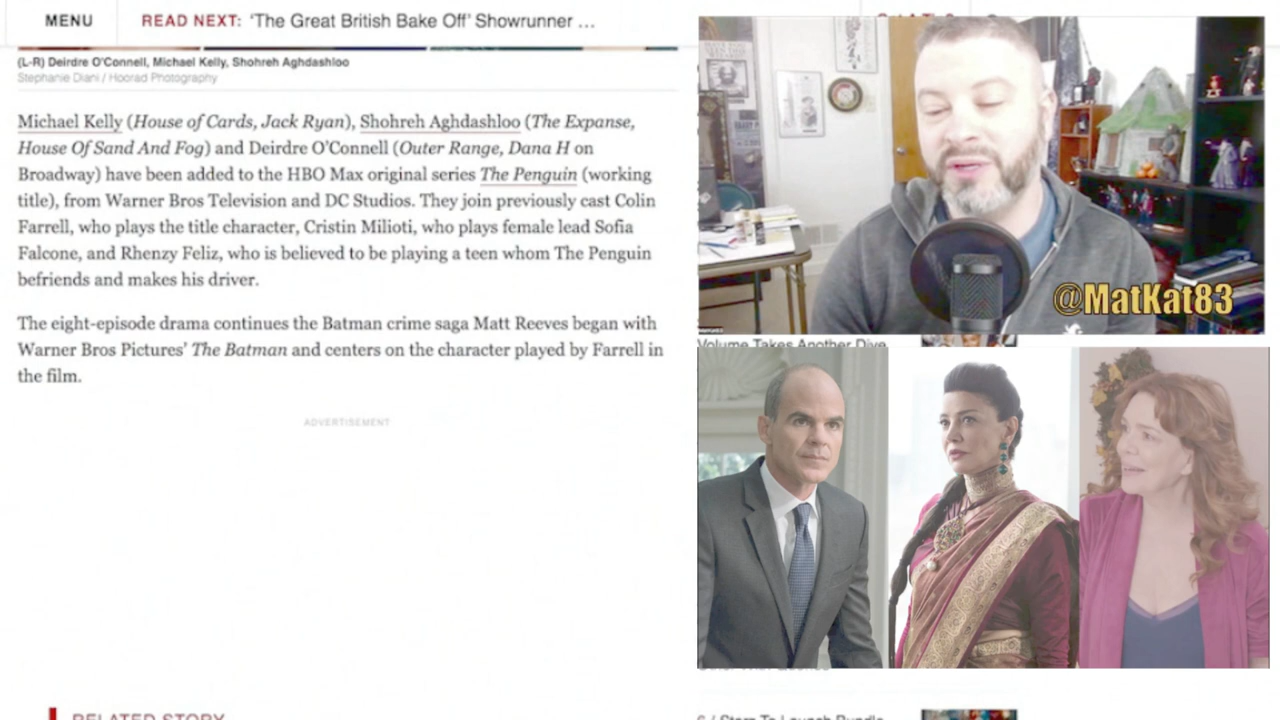 MENU
READ NEXT: ‘The Great British Bake Off’ Showrunner ...
(L-R) Deirdre O'Connell, Michael Kelly, Shohreh Aghdashloo
Stephanie Diani / Hoorad Photography
Michael Kelly (House of Cards, Jack Ryan), Shohreh Aghdashloo (The Expanse,
House Of Sand And Fog) and Deirdre O’Connell (Outer Range, Dana H on
Broadway) have been added to the HBO Max original series The Penguin (working
title), from Warner Bros Television and DC Studios. They join previously cast Colin
Farrell, who plays the title character, Cristin Milioti, who plays female lead Sofia
Falcone, and Rhenzy Feliz, who is believed to be playing a teen whom The Penguin
befriends and makes his driver.
The eight-episode drama continues the Batman crime saga Matt Reeves began with
Warner Bros Pictures’ The Batman and centers on the character played by Farrell in
the film.
ADVERTISEMENT
RELATED STORY
@MatKat83
Volume Takes Another Dive